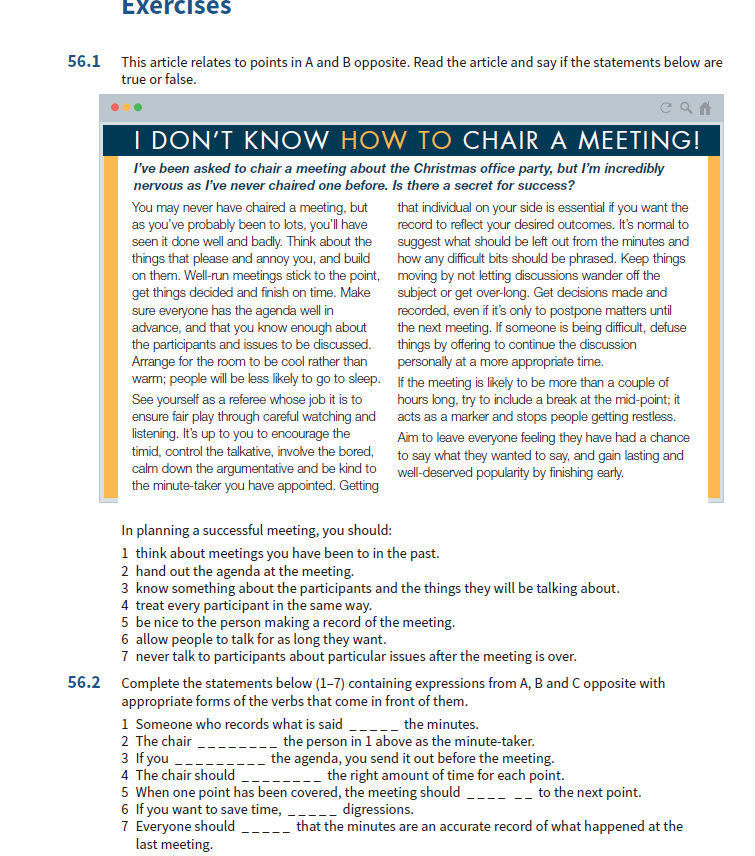 Exercises
56.1 This article relates to points in A and B opposite. Read the article and say if the statements below are
true or false.
I DON'T KNOW HOW TO CHAIR A MEETING!
I've been asked to chair a meeting about the Christmas office party, but I'm incredibly
nervous as I've never chaired one before. Is there a secret for success?
You may never have chaired a meeting, but
as you've probably been to lots, you'll have
seen it done well and badly. Think about the
things that please and annoy you, and build
on them. Well-run meetings stick to the point,
get things decided and finish on time. Make
sure everyone has the agenda well in
advance, and that you know enough about
the participants and issues to be discussed.
Arrange for the room to be cool rather than
warm; people will be less likely to go to sleep.
See yourself as a referee whose job it is to
ensure fair play through careful watching and
listening. It's up to you to encourage the
timid, control the talkative, involve the bored,
calm down the argumentative and be kind to
the minute-taker you have appointed. Getting
that individual on your side is essential if you want the
record to reflect your desired outcomes. It's normal to
suggest what should be left out from the minutes and
how any difficult bits should be phrased. Keep things
moving by not letting discussions wander off the
subject or get over-long. Get decisions made and
recorded, even if it's only to postpone matters until
the next meeting. If someone is being difficult, defuse
things by offering to continue the discussion
personally at a more appropriate time.
If the meeting is likely to be more than a couple of
hours long, try to include a break at the mid-point; it
acts as a marker and stops people getting restless.
Aim to leave everyone feeling they have had a chance
to say what they wanted to say, and gain lasting and
well-deserved popularity by finishing early.
In planning a successful meeting, you should:
1 think about meetings you have been to in the past.
2 hand out the agenda at the meeting.
3 know something about the participants and the things they will be talking about.
4 treat every participant in the same way.
5 be nice to the person making a record of the meeting.
6 allow people to talk for as long they want.
7 never talk to participants about particular issues after the meeting is over.
56.2 Complete the statements below (1–7) containing expressions from A, B and C opposite with
appropriate forms of the verbs that come in front of them.
1 Someone who records what is said _ _ _ _ _ the minutes.
2 The chair _ _ _ _ _ _ _ _ the person in 1 above as the minute-taker.
3 If you _ _ _ _ _ _ _ _ _ the agenda, you send it out before the meeting.
4 The chair should _ _ _ _ _ _ _ _ the right amount of time for each point.
5 When one point has been covered, the meeting should _ _ _ _ _ _ to the next point.
6 If you want to save time, _ _ _ _ _ digressions.
7 Everyone should _ _ _ _ _ that the minutes are an accurate record of what happened at the
last meeting.